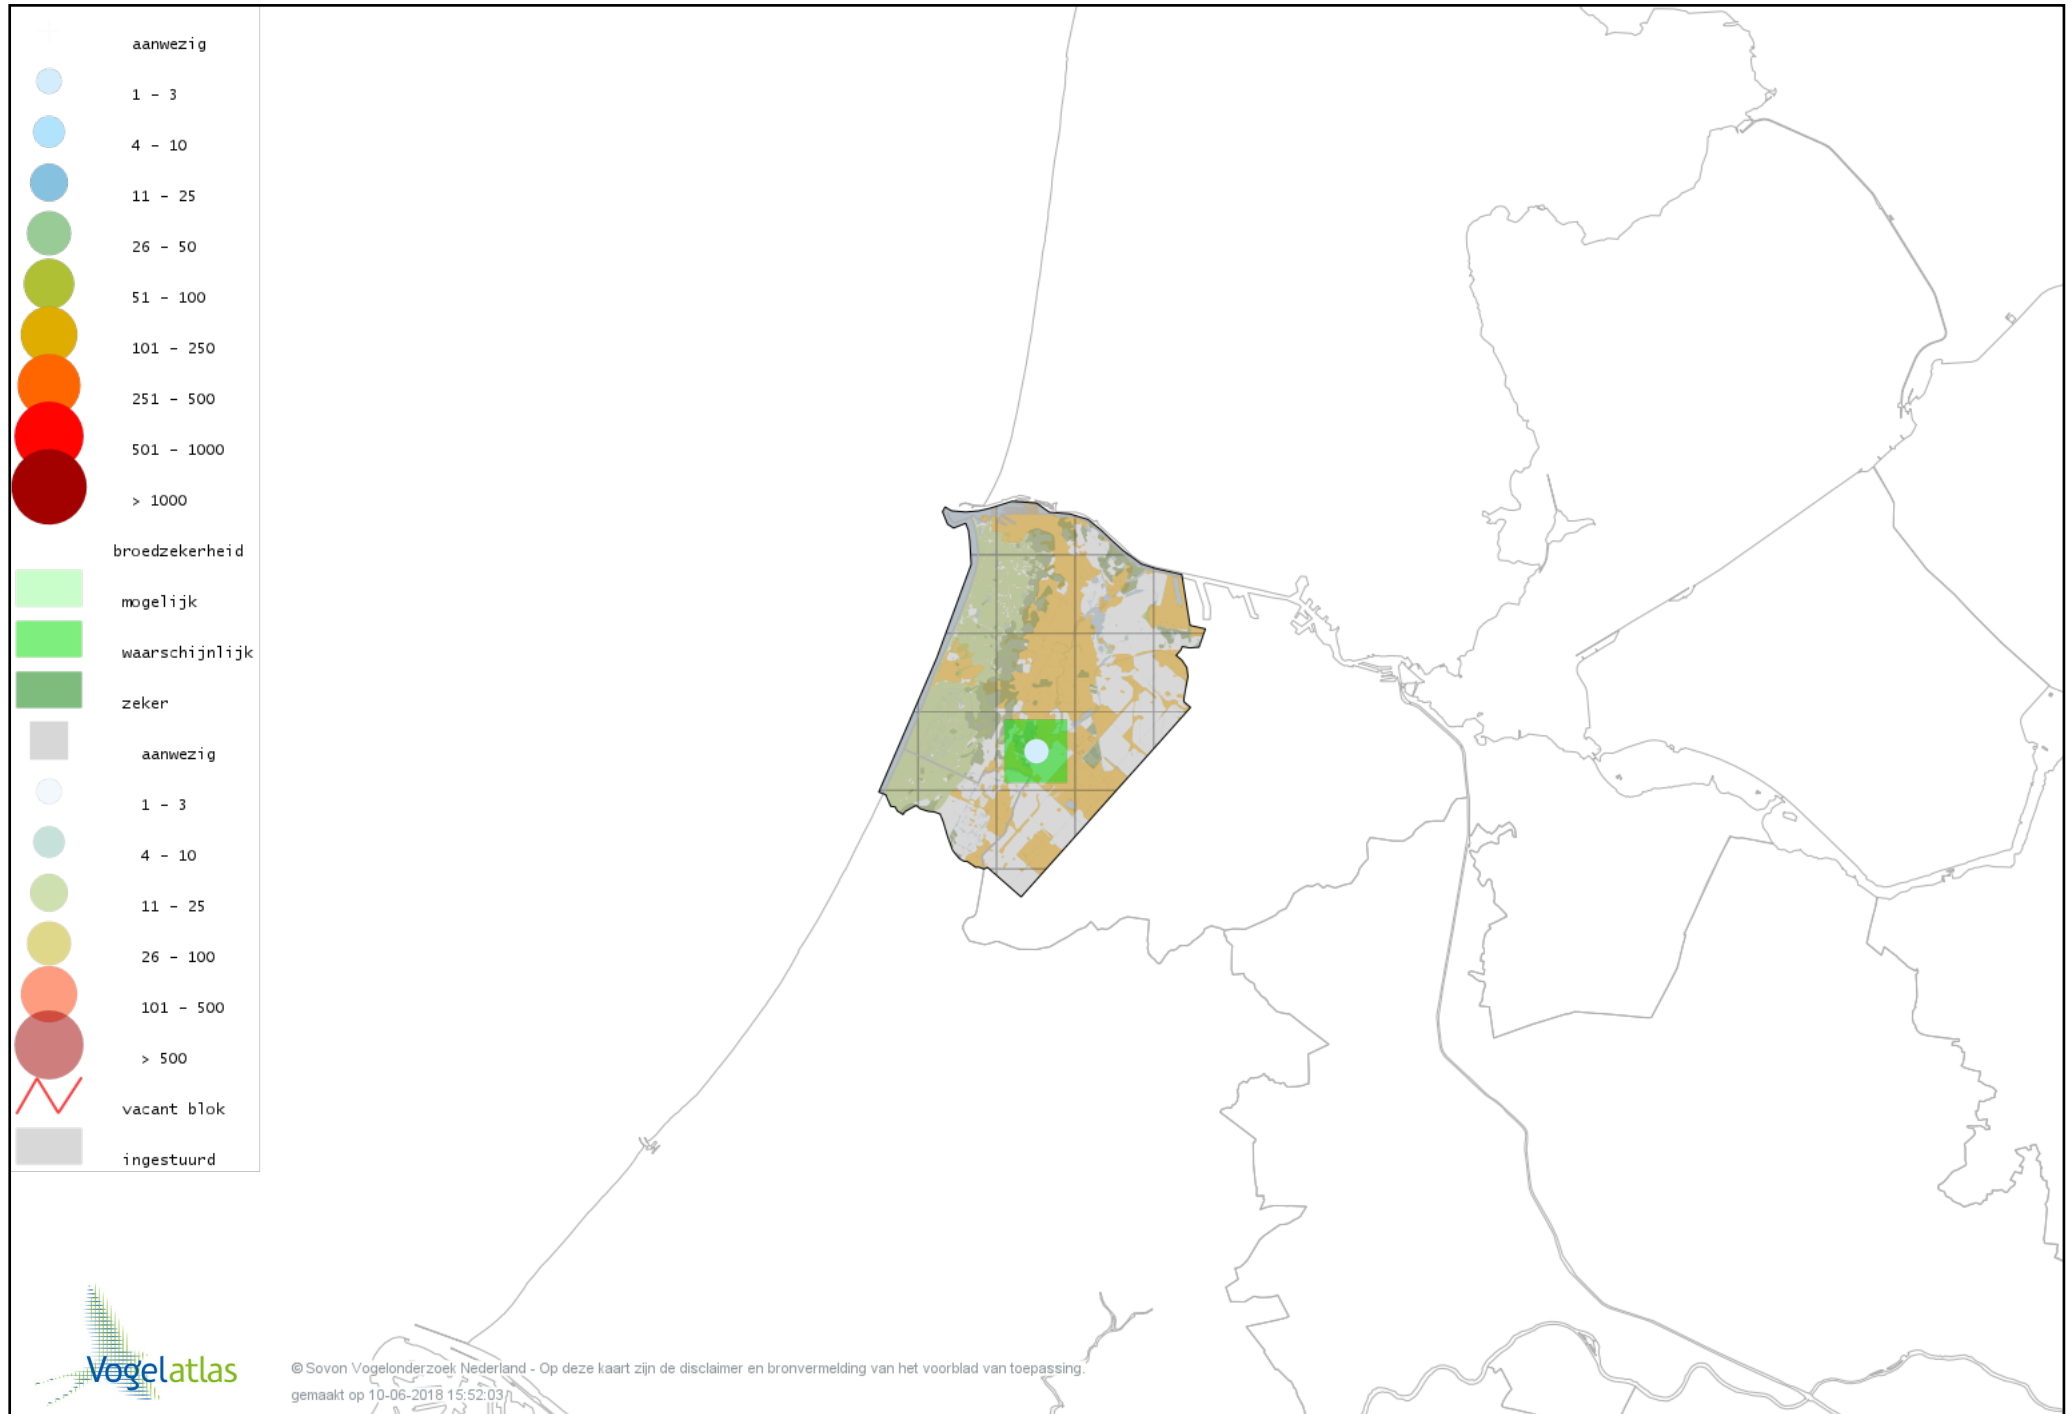 aanwezig
1 - 3
4 - 10
11 - 25
26 - 50
51 - 100
101 - 250
251 - 500
501 - 1000
> 1000
broedzekerheid
mogelijk
waarschijnlijk
zeker
aanwezig
1 - 3
4 - 10
11 - 25
26 - 100
101 - 500
> 500
vacant blok
ingestuurd
Vogelatlas
© Sovon Vogelonderzoek Nederland - Op deze kaart zijn de disclaimer en bronvermelding van het voorblad van toepassing.
gemaakt op 10-06-2018 15:52:03